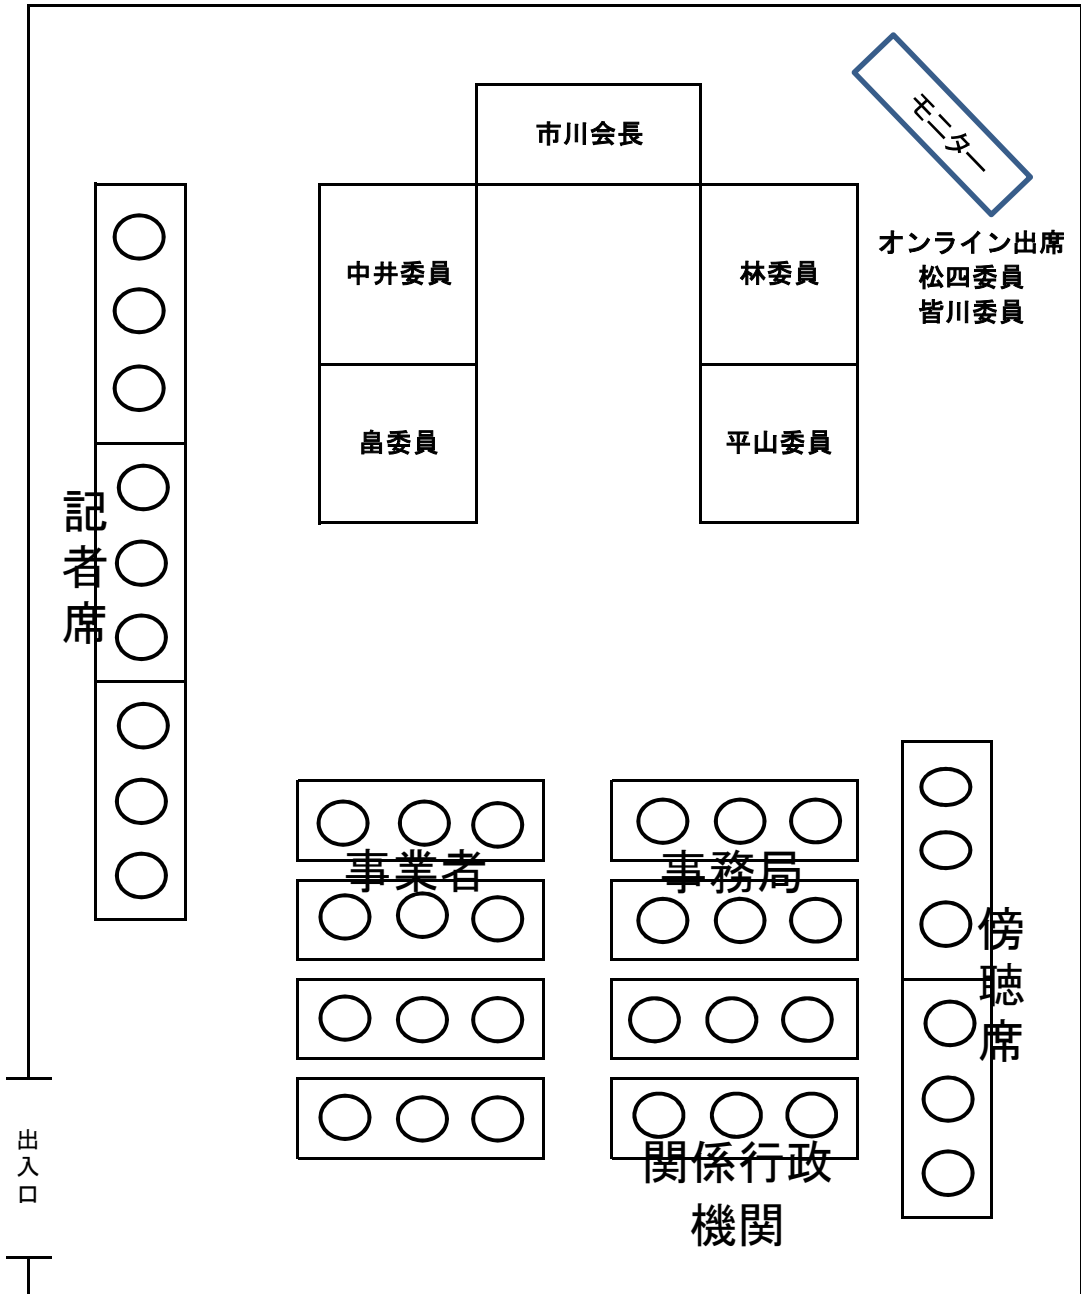 市川会長
モニター
中井委員
林委員
オンライン出席
松四委員
皆川委員
畠委員
平山委員
記者席
事業者
事務局
傍聴席
関係行政
機関
出入口